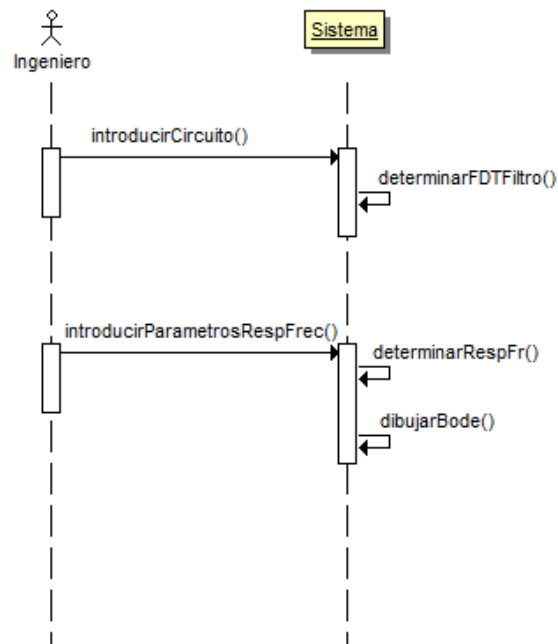 Ingeniero
Sistema
introducirCircuito()
determinarFDTFiltro()
introducirParametrosRespFrec()
determinarRespFr()
dibujarBode()